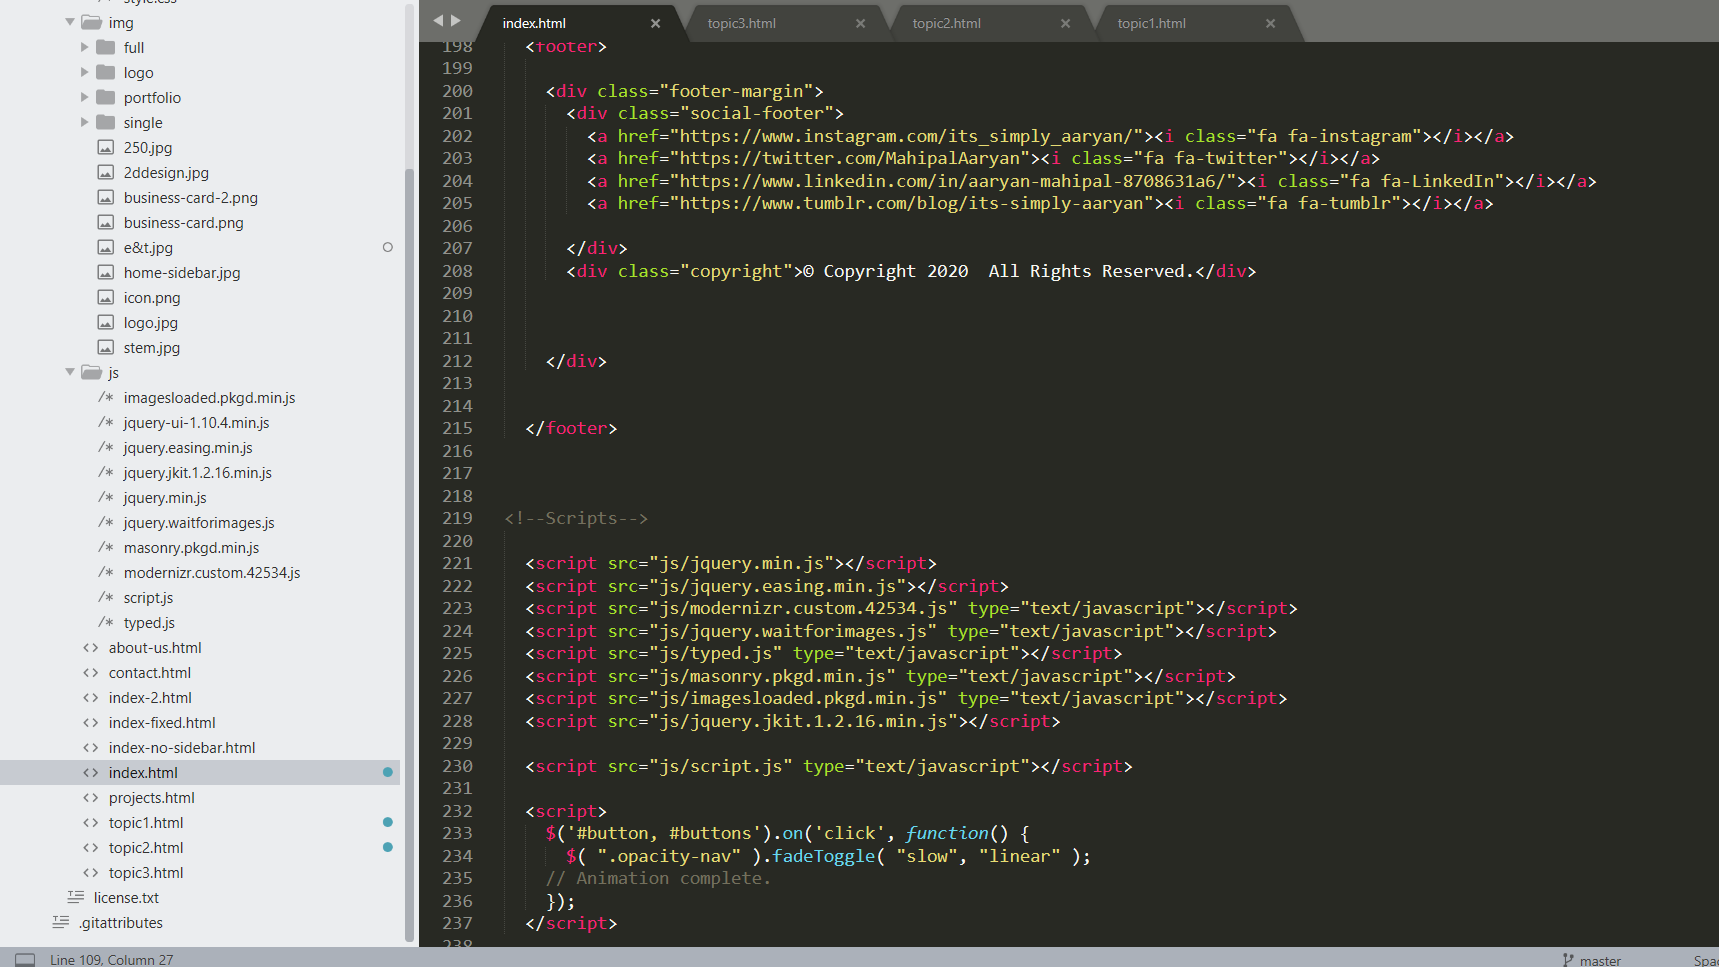 style.css
img
full
logo
portfolio
single
250.jpg
2ddesign.jpg
business-card-2.png
business-card.png
e&t.jpg
home-sidebar.jpg
icon.png
logo.jpg
stem.jpg
js
/* imagesloaded.pkgd.min.js
/* jquery-ui-1.10.4.min.js
/* jquery.easing.min.js
/* jquery.jkit.1.2.16.min.js
/* jquery.min.js
/* jquery.waitforimages.js
/* masonry.pkgd.min.js
/* modernizr.custom.42534.js
/* script.js
/* typed.js
<> about-us.html
<> contact.html
<> index-2.html
<> index-fixed.html
<> index-no-sidebar.html
<> index.html
<> projects.html
<> topic1.html
<> topic2.html
<> topic3.html
license.txt
.gitattributes
index.html × topic3.html × topic2.html × topic1.html ×
198 <footer>
199
200 <div class="footer-margin">
201 <div class="social-footer">
202 <a href="https://www.instagram.com/its_simply_aaryan/"><i class="fa fa-instagram"></i></a>
203 <a href="https://twitter.com/MahipalAaryan"><i class="fa fa-twitter"></i></a>
204 <a href="https://www.linkedin.com/in/aaryan-mahipal-8708631a6/"><i class="fa fa-LinkedIn"></i></a>
205 <a href="https://www.tumblr.com/blog/its-simply-aaryan"><i class="fa fa-tumblr"></i></a>
206
207 </div>
208 <div class="copyright">© Copyright 2020  All Rights Reserved.</div>
209
210
211
212 </div>
213
214
215 </footer>
216
217
218
219 <!--Scripts-->
220
221 <script src="js/jquery.min.js"></script>
222 <script src="js/jquery.easing.min.js"></script>
223 <script src="js/modernizr.custom.42534.js" type="text/javascript"></script>
224 <script src="js/jquery.waitforimages.js" type="text/javascript"></script>
225 <script src="js/typed.js" type="text/javascript"></script>
226 <script src="js/masonry.pkgd.min.js" type="text/javascript"></script>
227 <script src="js/imagesloaded.pkgd.min.js" type="text/javascript"></script>
228 <script src="js/jquery.jkit.1.2.16.min.js"></script>
229
230 <script src="js/script.js" type="text/javascript"></script>
231
232 <script>
233 $('#button, #buttons').on('click', function() {
234 $( ".opacity-nav" ).fadeToggle( "slow", "linear" );
235 // Animation complete.
236 });
237 </script>
238
Line 109, Column 27
master
Spa